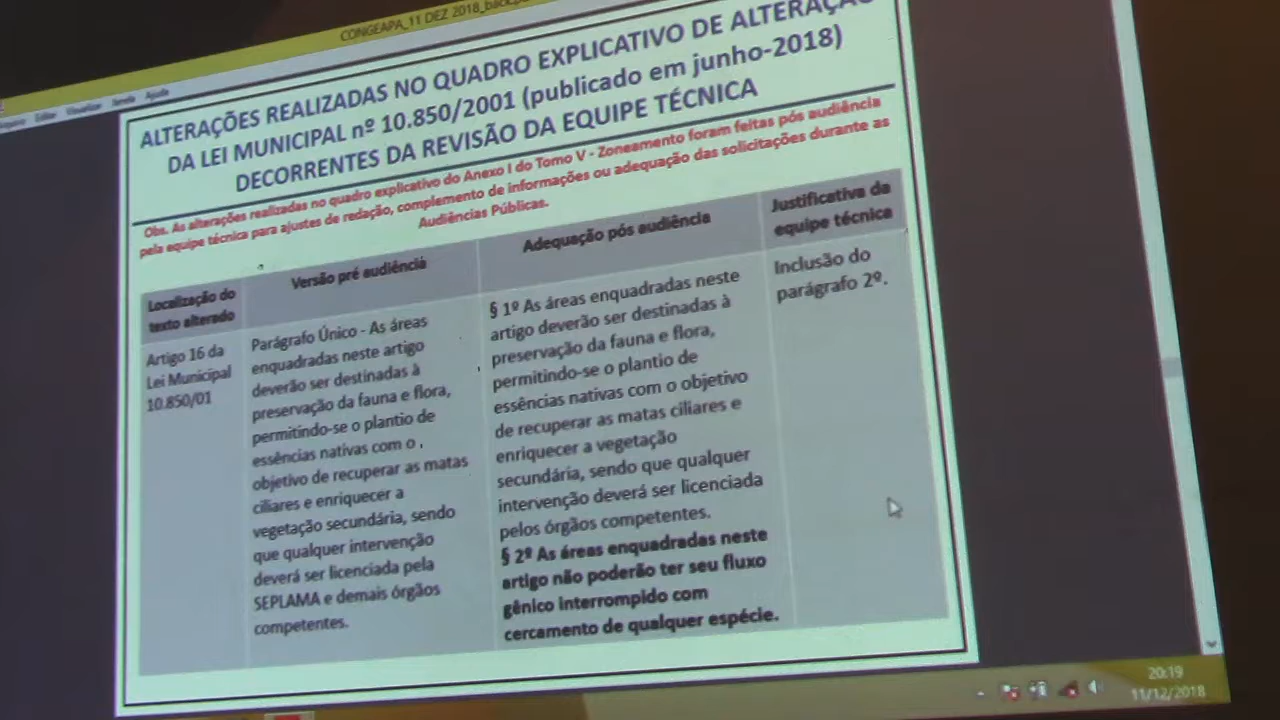 CONGEAPA_11 DEZ 2018_back.p
Editar Visualizar Janela Ajuda
ALTERAÇÕES REALIZADAS NO QUADRO EXPLICATIVO DE ALTERAÇÃO
DA LEI MUNICIPAL nº 10.850/2001 (publicado em junho-2018)
DECORRENTES DA REVISÃO DA EQUIPE TÉCNICA
Obs. As alterações realizadas no quadro explicativo do Anexo I do Tomo V - Zoneamento foram feitas pós audiência
pela equipe técnica para ajustes de redação, complemento de informações ou adequação das solicitações durante as
Audiências Públicas.
Localização do
texto alterado
Versão pré audiência
Adequação pós audiência
Justificativa da
equipe técnica
Artigo 16 da
Lei Municipal
10.850/01
Parágrafo Único - As áreas
enquadradas neste artigo
deverão ser destinadas à
preservação da fauna e flora,
permitindo-se o plantio de
essências nativas com o
objetivo de recuperar as matas
ciliares e enriquecer a
vegetação secundária, sendo
que qualquer intervenção
deverá ser licenciada pela
SEPLAMA e demais órgãos
competentes.
§ 1º As áreas enquadradas neste
artigo deverão ser destinadas à
preservação da fauna e flora,
permitindo-se o plantio de
essências nativas com o objetivo
de recuperar as matas ciliares e
enriquecer a vegetação
secundária, sendo que qualquer
intervenção deverá ser licenciada
pelos órgãos competentes.
§ 2º As áreas enquadradas neste
artigo não poderão ter seu fluxo
gênico interrompido com
cercamento de qualquer espécie.
Inclusão do
parágrafo 2º.
20:19
11/12/2018